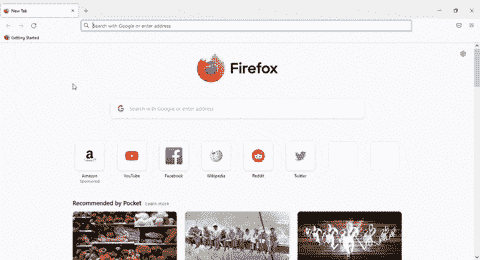 New Tab
Search with Google or enter address
Getting Started
Firefox
Search with Google or enter address
Amazon
Sponsored
YouTube
Facebook
Wikipedia
Reddit
Twitter
Recommended by Pocket Learn more